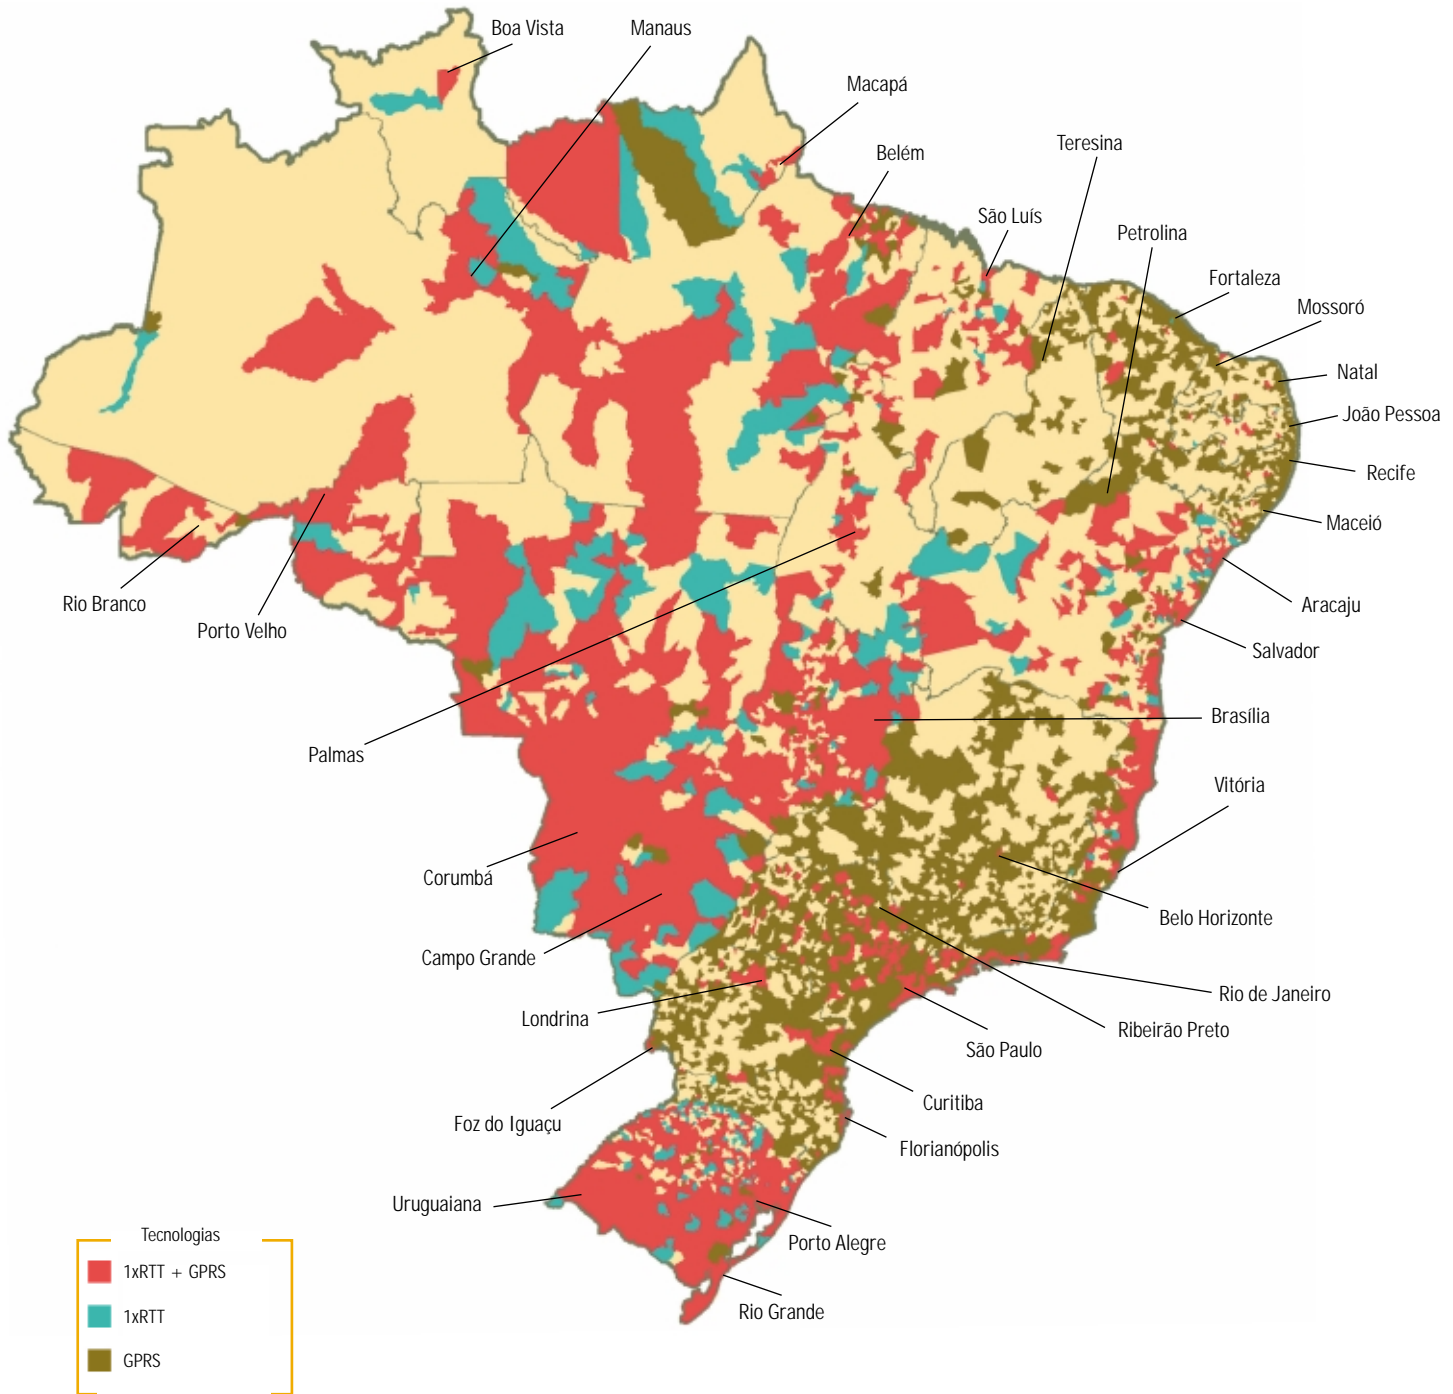 Boa Vista
Manaus
Macapá
Belém
Teresina
São Luís
Petrolina
Fortaleza
Mossoró
Natal
João Pessoa
Recife
Maceió
Aracaju
Salvador
Rio Branco
Porto Velho
Palmas
Brasília
Vitória
Corumbá
Belo Horizonte
Campo Grande
Rio de Janeiro
Londrina
Ribeirão Preto
São Paulo
Curitiba
Foz do Iguaçu
Florianópolis
Uruguaiana
Porto Alegre
Rio Grande
Tecnologias
1xRTT + GPRS
1xRTT
GPRS